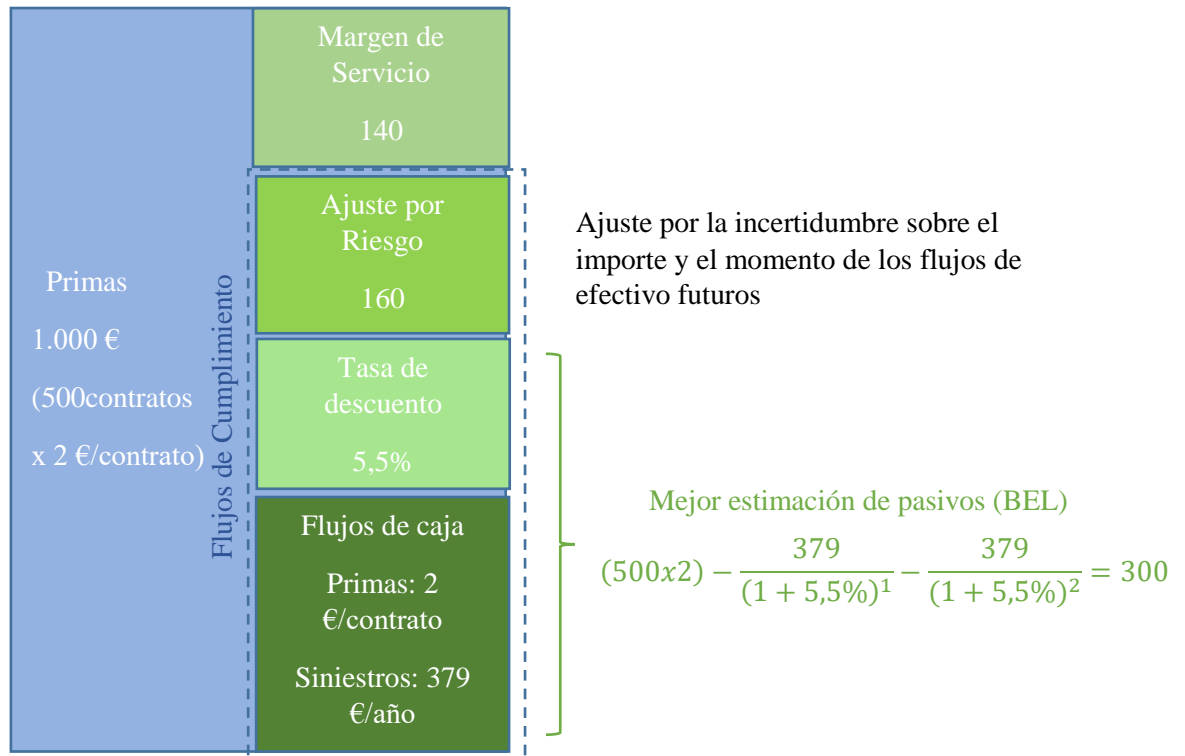 Margen de
Servicio
140
Ajuste por
Riesgo
160
Tasa de
descuento
5,5%
Flujos de caja
Primas: 2
€/contrato
Siniestros: 379
€/año
Primas
1.000 €
(500contratos
x 2 €/contrato)
Flujos de Cumplimiento
Ajuste por la incertidumbre sobre el
importe y el momento de los flujos de
efectivo futuros
Mejor estimación de pasivos (BEL)
(500x2) − 379/(1 + 5,5%)¹ − 379/(1 + 5,5%)² = 300